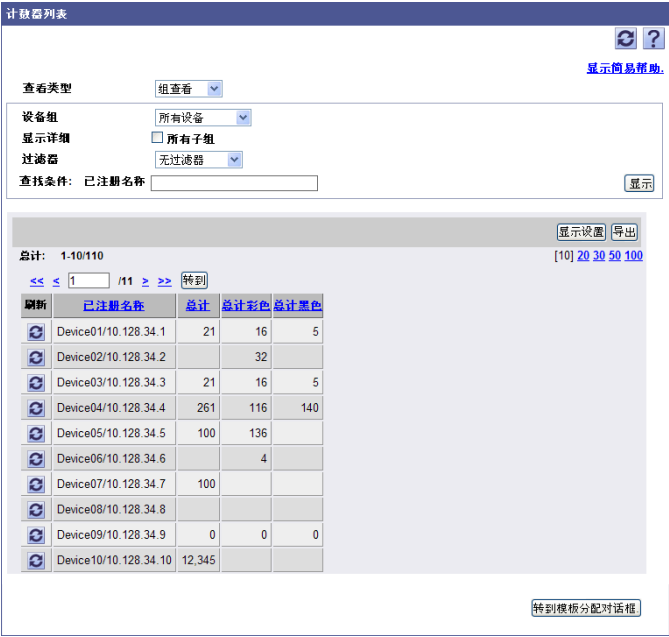 计数器列表
?
显示简易帮助.
查看类型 组查看
设备组 所有设备
显示详细 所有子组
过滤器 无过滤器
查找条件: 已注册名称 显示
显示设置 导出
总计: 1-10/110 [10] 20 30 50 100
<< < 1 /11 > >> 转到
刷新 已注册名称 总计 总计彩色 总计黑色
Device01/10.128.34.1 21 16 5
Device02/10.128.34.2 32
Device03/10.128.34.3 21 16 5
Device04/10.128.34.4 261 116 140
Device05/10.128.34.5 100 136
Device06/10.128.34.6 4
Device07/10.128.34.7 100
Device08/10.128.34.8
Device09/10.128.34.9 0 0 0
Device10/10.128.34.10 12,345
转到模板分配对话框.